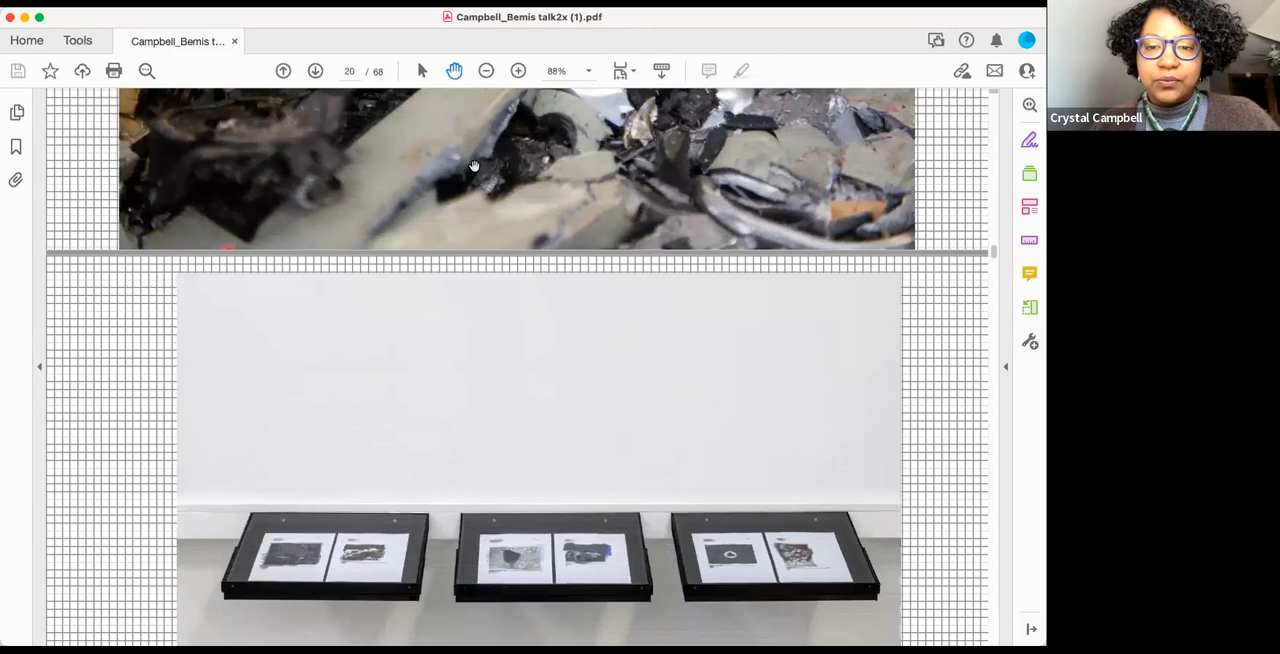 Campbell_Bemis talk2x (1).pdf
Home Tools Campbell_Bemis t... ×
20 / 68 88%
Crystal Campbell